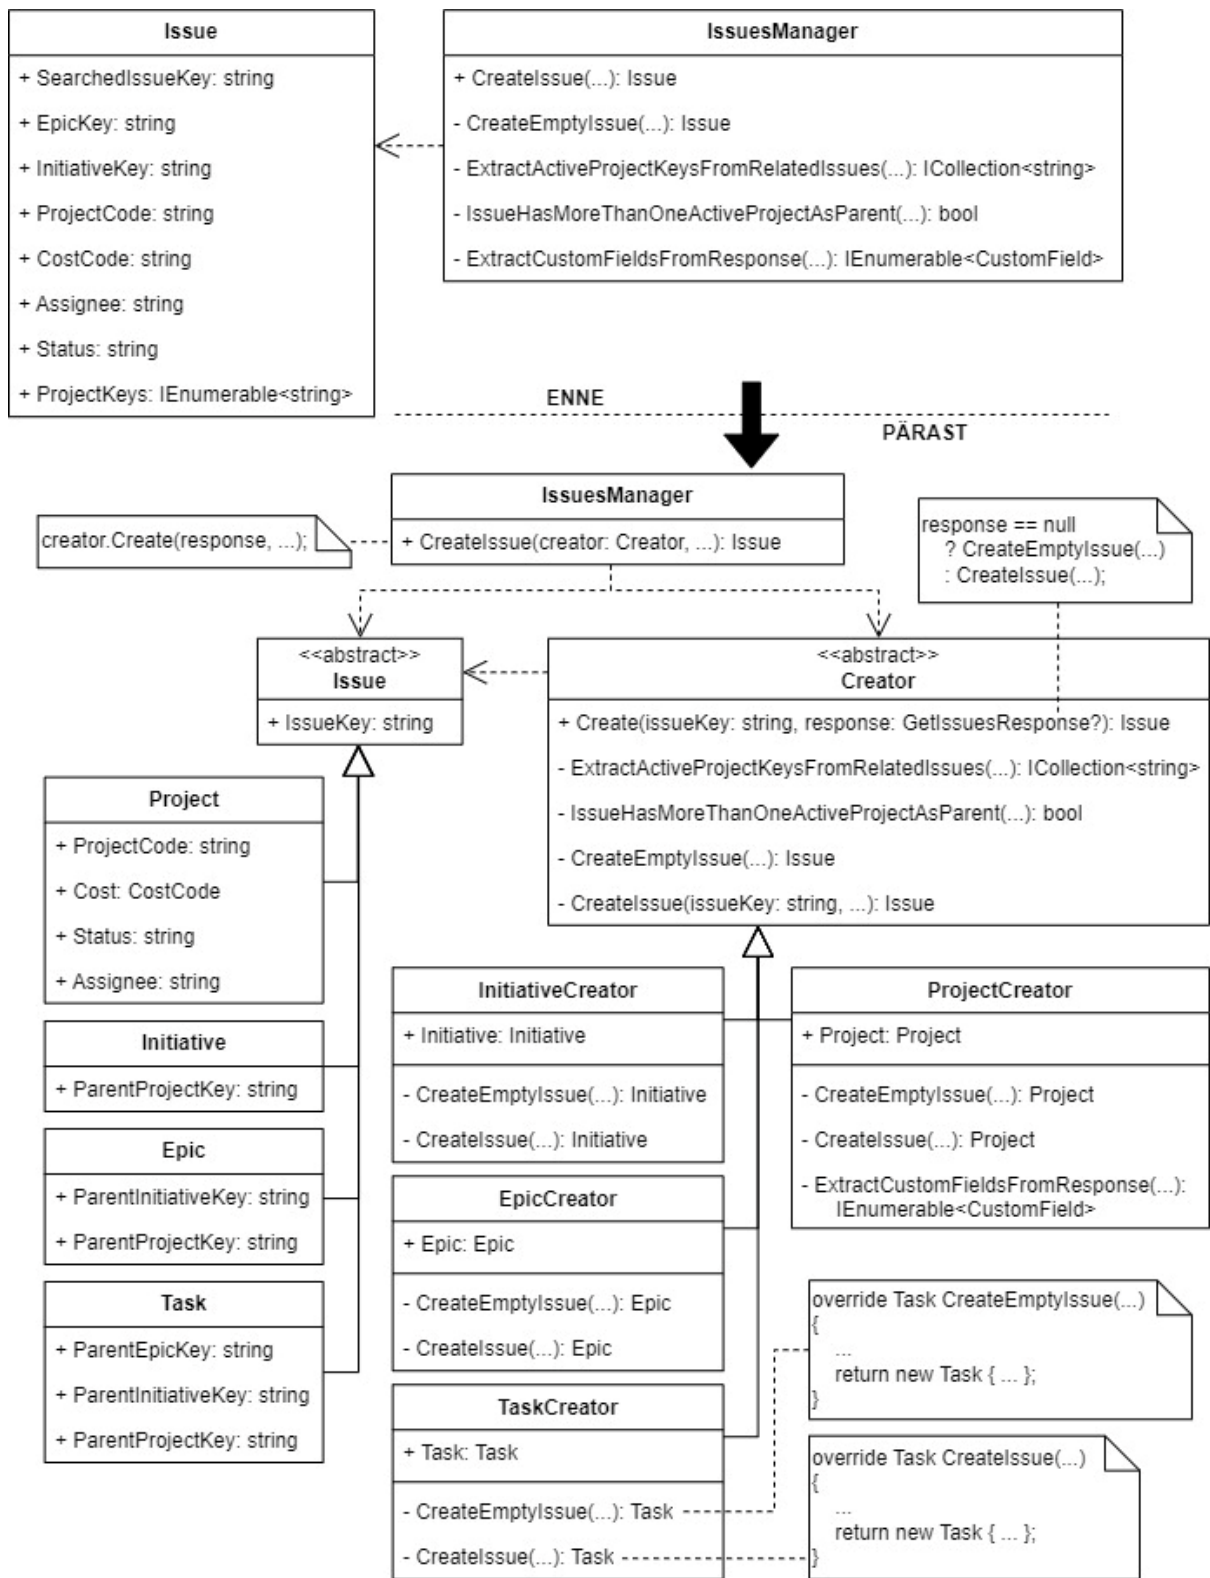 Issue
+ SearchedIssueKey: string
+ EpicKey: string
+ InitiativeKey: string
+ ProjectCode: string
+ CostCode: string
+ Assignee: string
+ Status: string
+ ProjectKeys: IEnumerable<string>
IssuesManager
+ CreateIssue(...): Issue
- CreateEmptyIssue(...): Issue
- ExtractActiveProjectKeysFromRelatedIssues(...): ICollection<string>
- IssueHasMoreThanOneActiveProjectAsParent(...): bool
- ExtractCustomFieldsFromResponse(...): IEnumerable<CustomField>
ENNE
PÄRAST
IssuesManager
+ CreateIssue(creator: Creator, ...): Issue
creator.Create(response, ...);
response == null
? CreateEmptyIssue(...)
: CreateIssue(...);
<<abstract>>
Issue
+ IssueKey: string
<<abstract>>
Creator
+ Create(issueKey: string, response: GetIssuesResponse?): Issue
- ExtractActiveProjectKeysFromRelatedIssues(...): ICollection<string>
- IssueHasMoreThanOneActiveProjectAsParent(...): bool
- CreateEmptyIssue(...): Issue
- CreateIssue(issueKey: string, ...): Issue
Project
+ ProjectCode: string
+ Cost: CostCode
+ Status: string
+ Assignee: string
Initiative
+ ParentProjectKey: string
Epic
+ ParentInitiativeKey: string
+ ParentProjectKey: string
Task
+ ParentEpicKey: string
+ ParentInitiativeKey: string
+ ParentProjectKey: string
InitiativeCreator
+ Initiative: Initiative
- CreateEmptyIssue(...): Initiative
- CreateIssue(...): Initiative
ProjectCreator
+ Project: Project
- CreateEmptyIssue(...): Project
- CreateIssue(...): Project
- ExtractCustomFieldsFromResponse(...):
IEnumerable<CustomField>
EpicCreator
+ Epic: Epic
- CreateEmptyIssue(...): Epic
- CreateIssue(...): Epic
TaskCreator
+ Task: Task
- CreateEmptyIssue(...): Task
- CreateIssue(...): Task
override Task CreateEmptyIssue(...)
{
...
return new Task { ... };
}
override Task CreateIssue(...)
{
...
return new Task { ... };
}